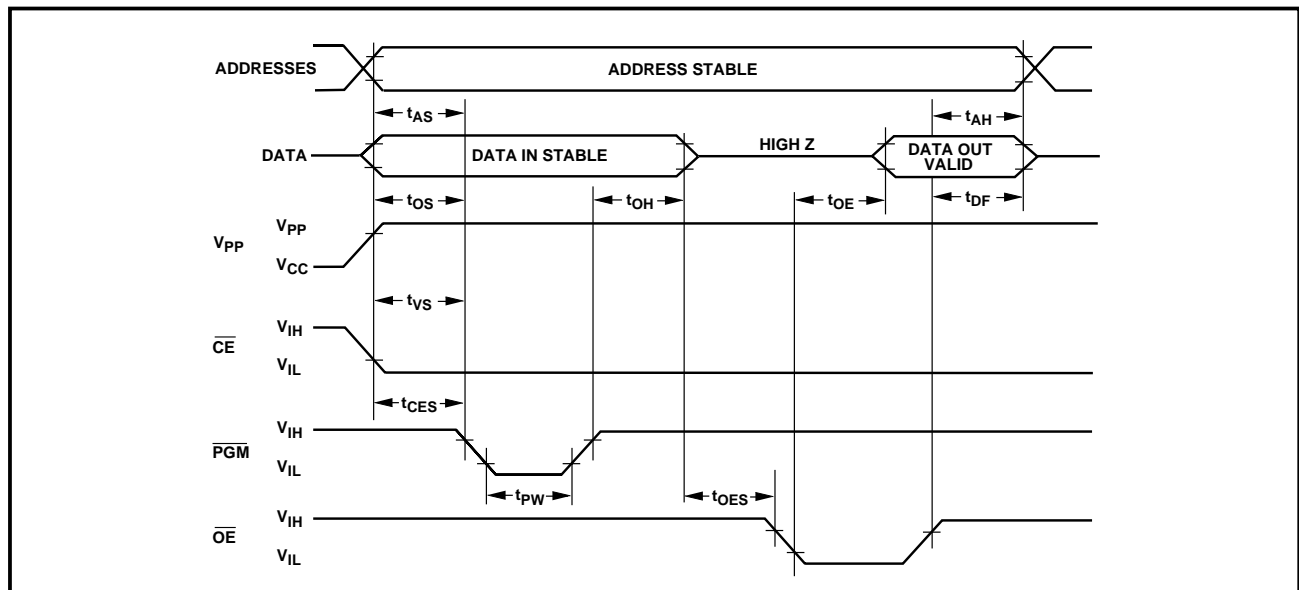 ADDRESSES
ADDRESS STABLE
tAS
tAH
DATA
DATA IN STABLE
HIGH Z
DATA OUT
VALID
tOS
tOH
tOE
tDF
VPP
VPP
VCC
tVS
CE
VIH
VIL
tCES
PGM
VIH
VIL
tPW
tOES
OE
VIH
VIL